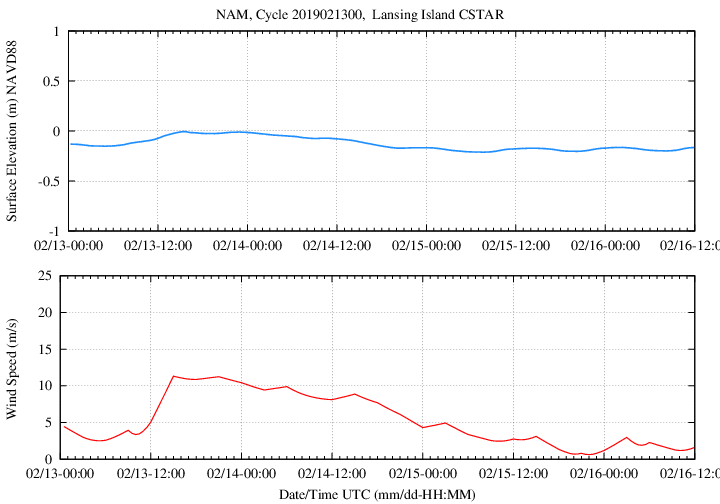 NAM, Cycle 2019021300,  Lansing Island CSTAR
Surface Elevation (m) NAVD88
1
0.5
0
-0.5
-1
02/13-00:00 02/13-12:00 02/14-00:00 02/14-12:00 02/15-00:00 02/15-12:00 02/16-00:00 02/16-12:0
Wind Speed (m/s)
25
20
15
10
5
0
02/13-00:00 02/13-12:00 02/14-00:00 02/14-12:00 02/15-00:00 02/15-12:00 02/16-00:00 02/16-12:0
Date/Time UTC (mm/dd-HH:MM)